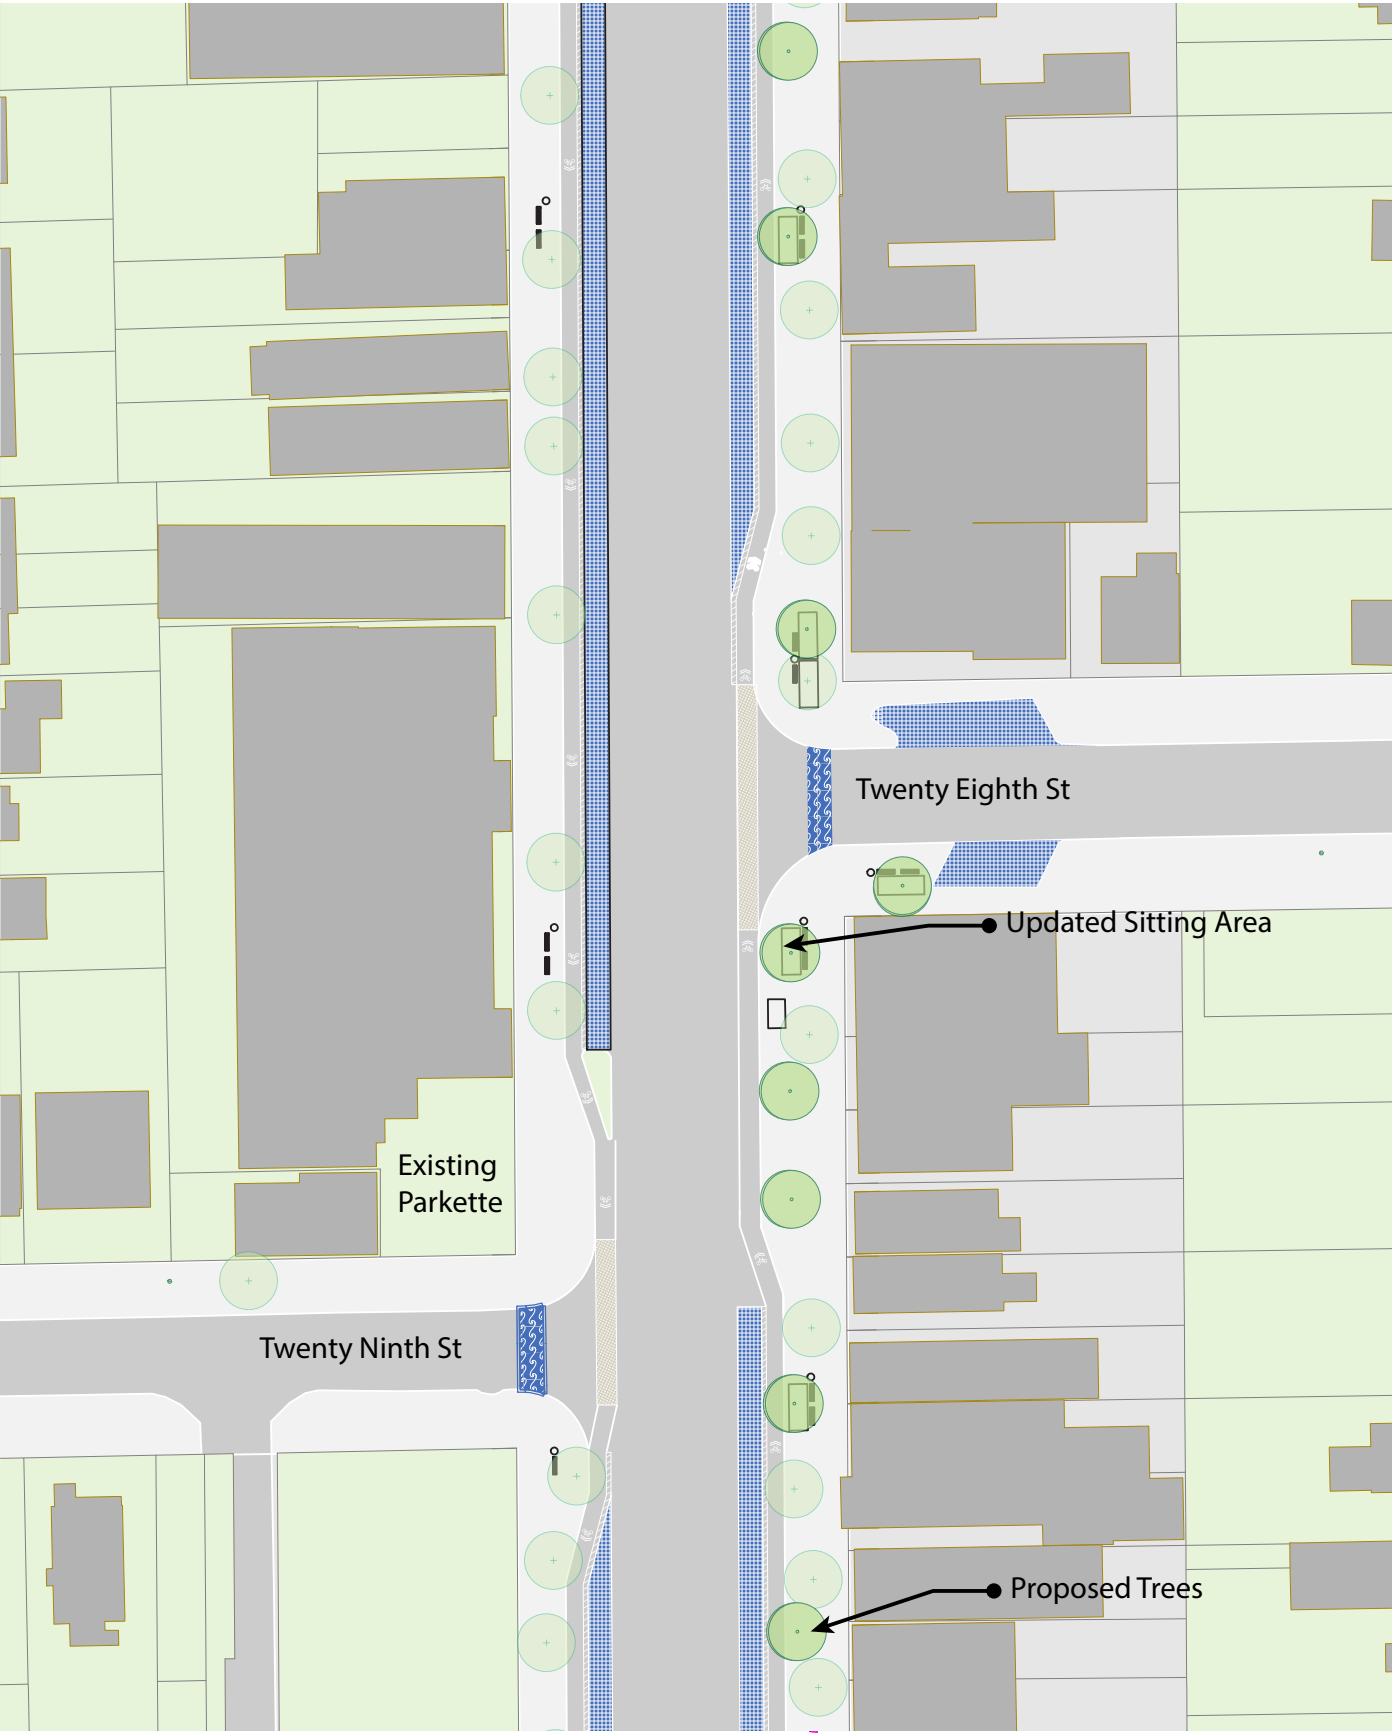 Twenty Eighth St
Updated Sitting Area
Existing
Parkette
Twenty Ninth St
Proposed Trees